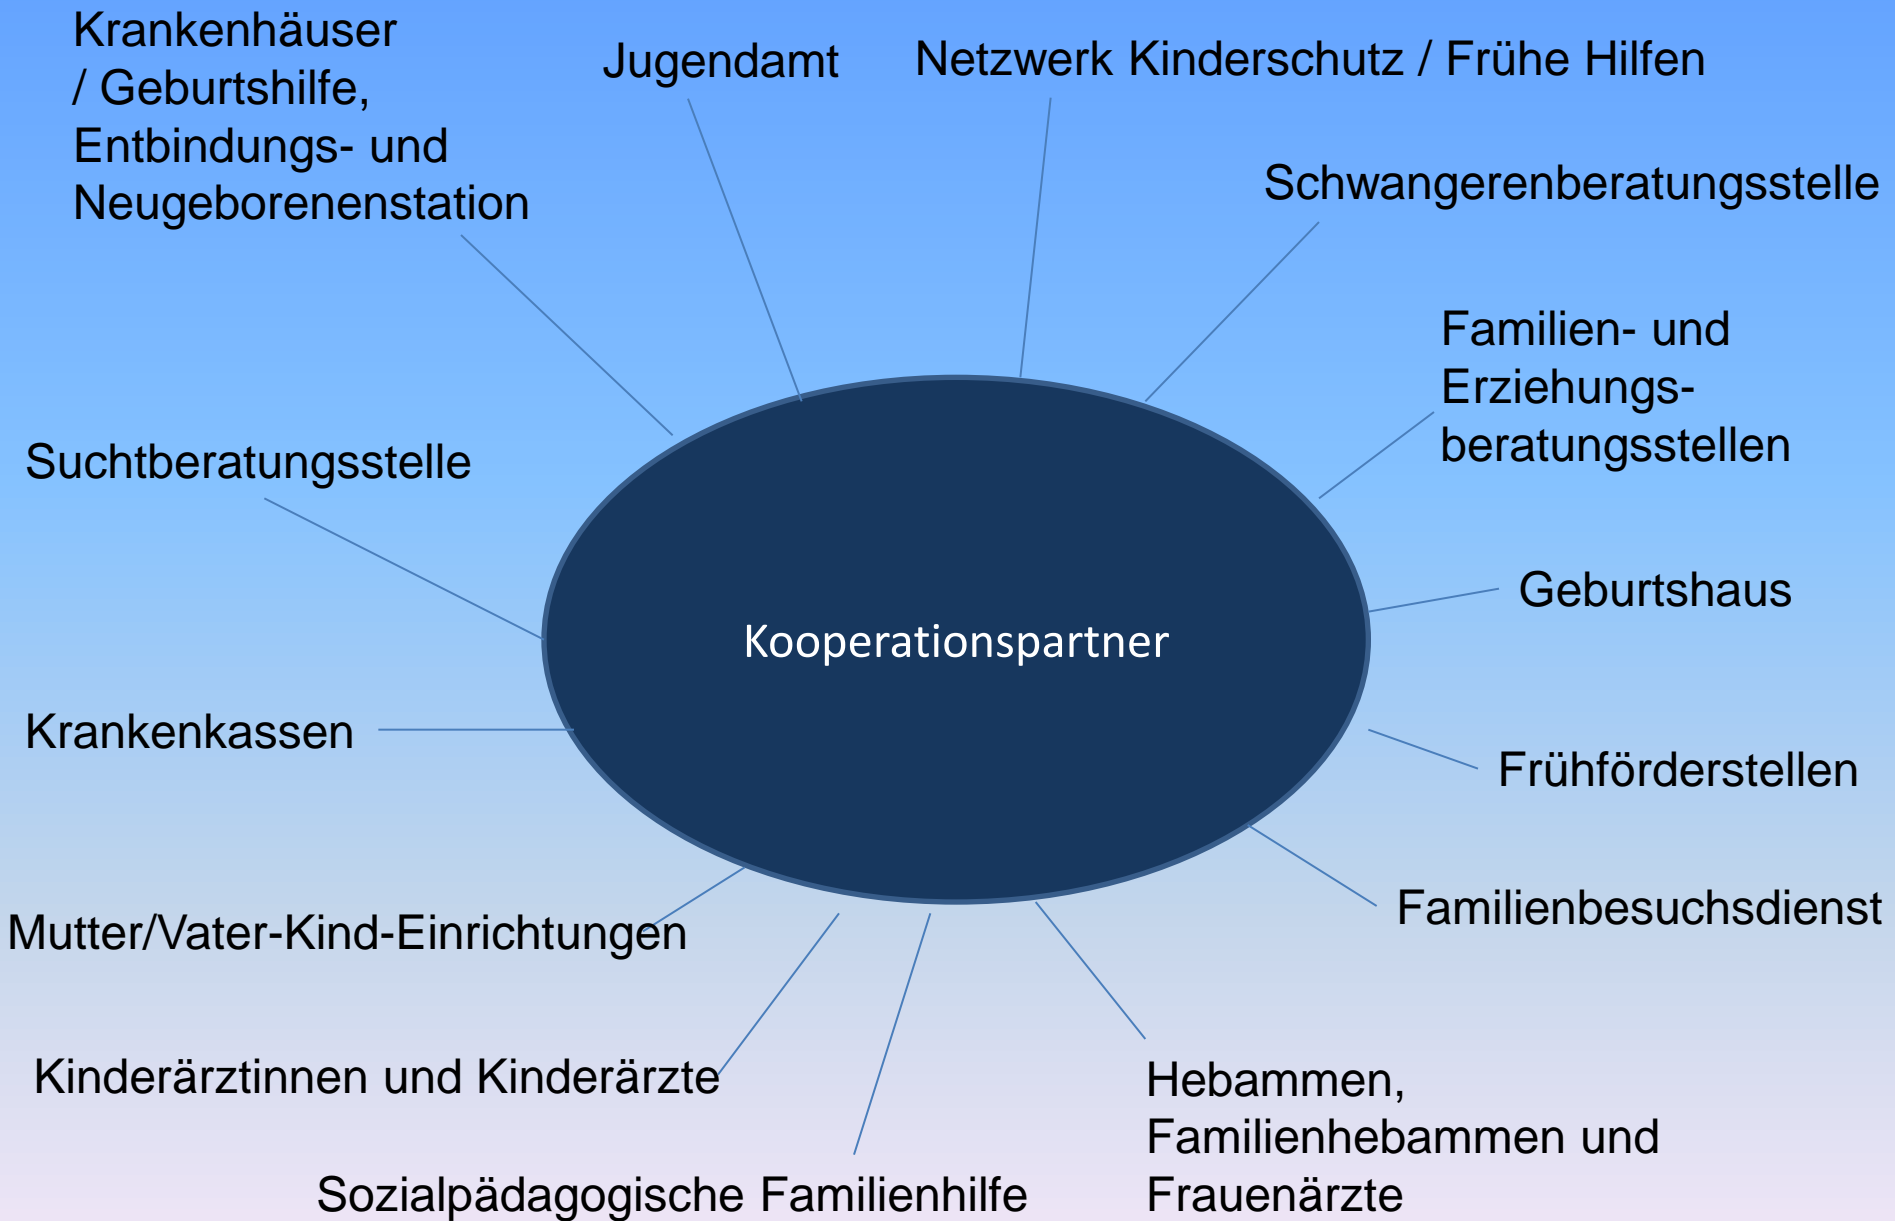 Krankenhäuser
/ Geburtshilfe,
Entbindungs- und
Neugeborenenstation
Jugendamt
Netzwerk Kinderschutz / Frühe Hilfen
Schwangerenberatungsstelle
Familien- und
Erziehungs-
beratungsstellen
Suchtberatungsstelle
Geburtshaus
Kooperationspartner
Krankenkassen
Frühförderstellen
Familienbesuchsdienst
Mutter/Vater-Kind-Einrichtungen
Kinderärztinnen und Kinderärzte
Hebammen,
Familienhebammen und
Frauenärzte
Sozialpädagogische Familienhilfe